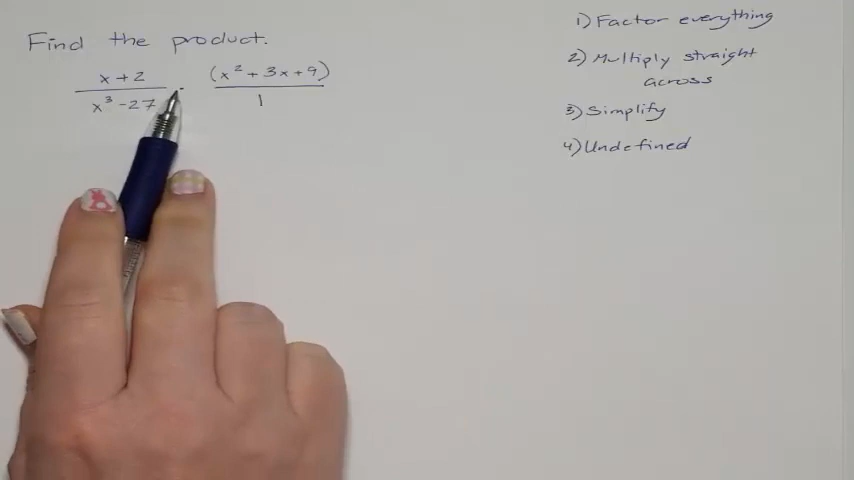 Find the product.
x+2 / x³-27 · (x²+3x+9) / 1
1) Factor everything
2) Multiply straight
across
3) Simplify
4) Undefined